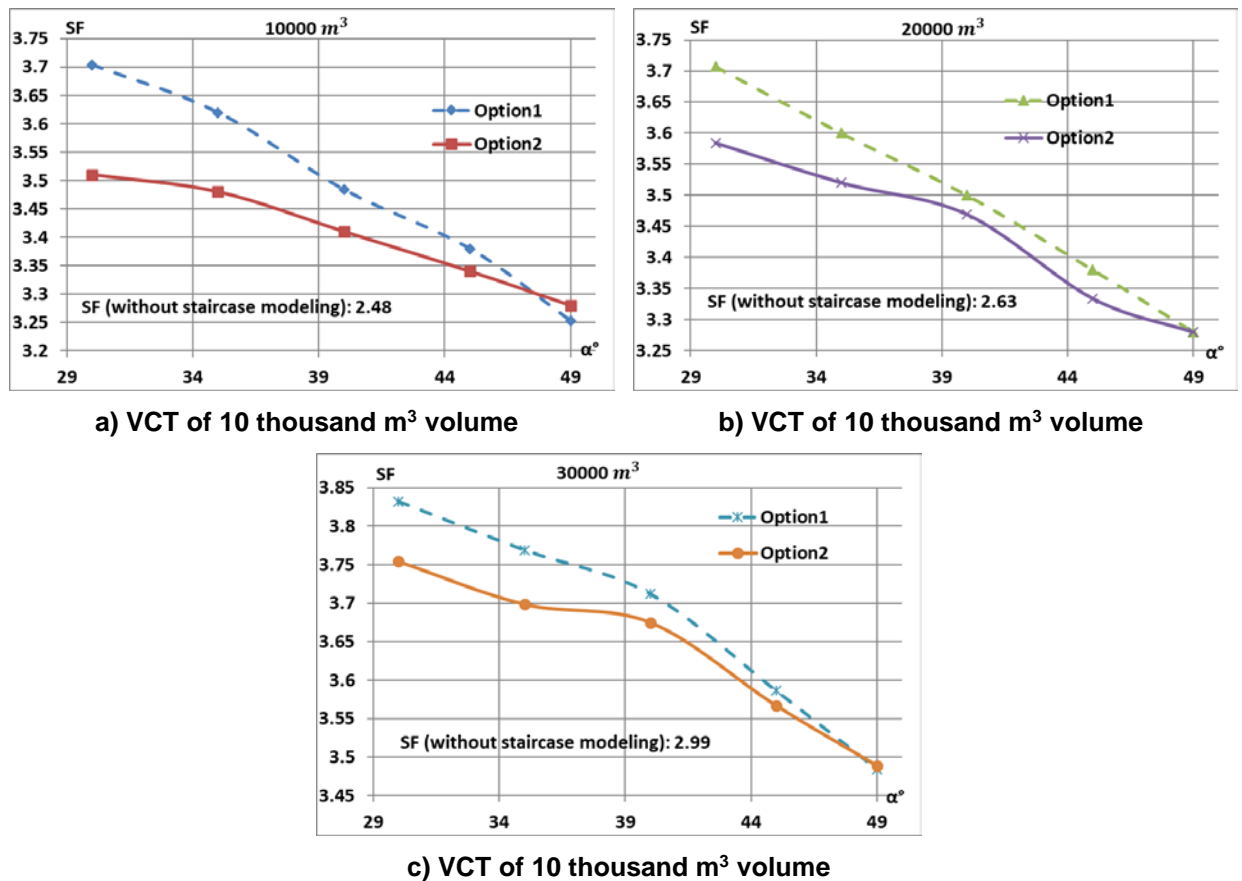 SF 10000 m³
3.75
3.7
3.65
3.6
3.55
3.5
3.45
3.4
3.35
3.3
3.25
3.2
Option1
Option2
SF (without staircase modeling): 2.48
α°
29 34 39 44 49
a) VCT of 10 thousand m³ volume
SF 20000 m³
3.75
3.7
3.65
3.6
3.55
3.5
3.45
3.4
3.35
3.3
3.25
Option1
Option2
SF (without staircase modeling): 2.63
α°
29 34 39 44 49
b) VCT of 10 thousand m³ volume
SF 30000 m³
3.85
3.8
3.75
3.7
3.65
3.6
3.55
3.5
3.45
Option1
Option2
SF (without staircase modeling): 2.99
α°
29 34 39 44 49
c) VCT of 10 thousand m³ volume